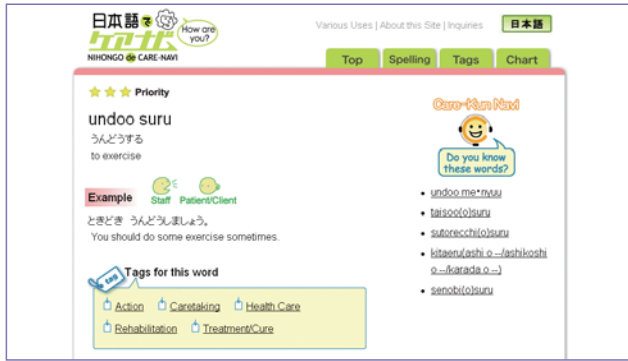 日本語で
ケアナビ
NIHONGO de CARE-NAVI
How are you?
Various Uses | About this Site | Inquiries
日本語
Top
Spelling
Tags
Chart
Priority
undoo suru
うんどうする
to exercise
Example
Staff
Patient/Client
ときどき うんどうしましょう。
You should do some exercise sometimes.
tag
Tags for this word
Action
Caretaking
Health Care
Rehabilitation
Treatment/Cure
Care-Kun Navi
Do you know
these words?
undoo me・nyuu
taisoo(o)suru
sutorecchi(o)suru
kitaeru(ashi o --/ashikoshi
o --/karada o --)
senobi(o)suru